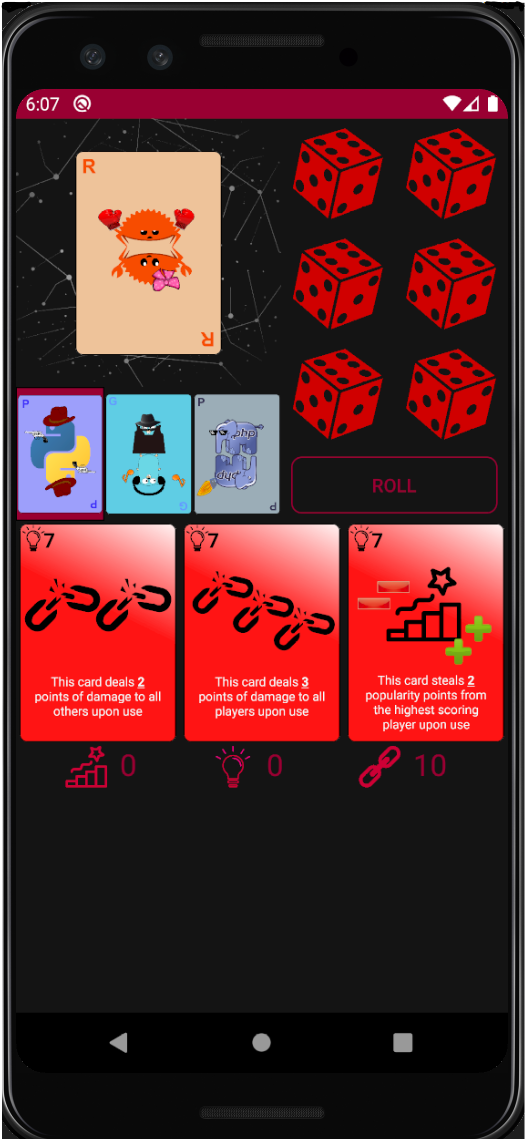 6:07
R
R
P
P
G
G
P
php
php
P
ROLL
7
This card deals 2
points of damage to all
others upon use
7
This card deals 3
points of damage to all
players upon use
7
This card steals 2
popularity points from
the highest scoring
player upon use
0
0
10